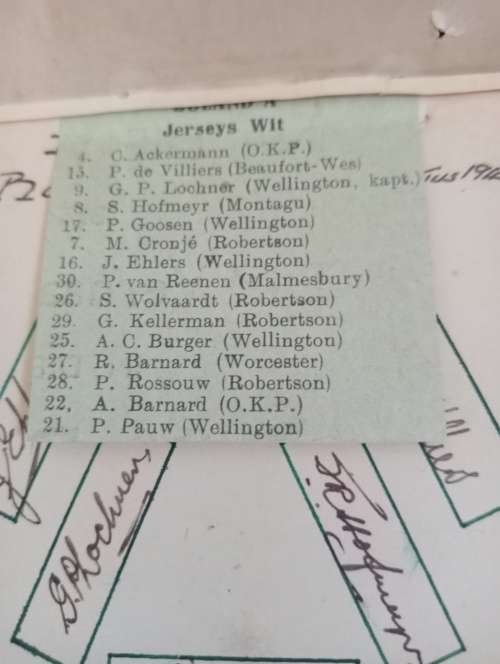 BOLAND A
Jerseys Wit
4. C. Ackermann (O.K.P.)
15. P. de Villiers (Beaufort-Wes)
9. G. P. Lochner (Wellington, kapt.)
8. S. Hofmeyr (Montagu)
17. P. Goosen (Wellington)
7. M. Cronjé (Robertson)
16. J. Ehlers (Wellington)
30. P. van Reenen (Malmesbury)
26. S. Wolvaardt (Robertson)
29. G. Kellerman (Robertson)
25. A. C. Burger (Wellington)
27. R. Barnard (Worcester)
28. P. Rossouw (Robertson)
22, A. Barnard (O.K.P.)
21. P. Pauw (Wellington)
GPLochner